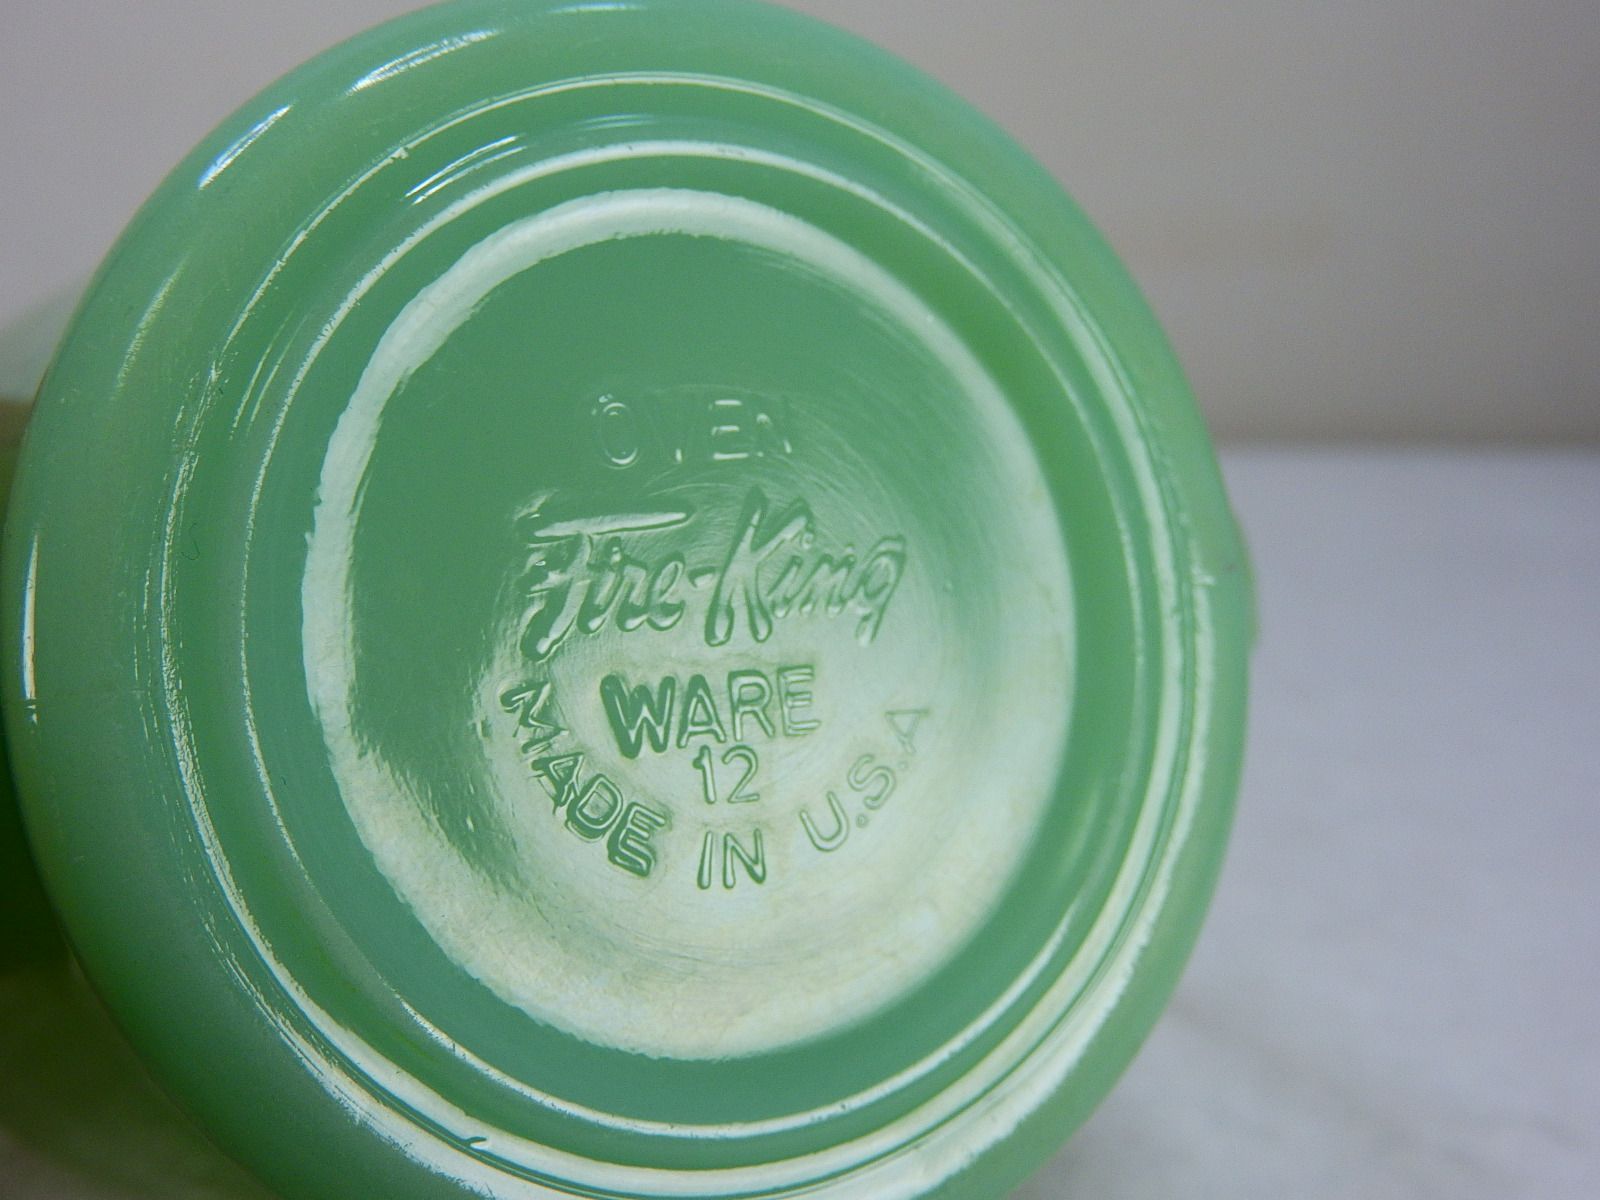 OVEN
Fire-King
WARE
12
MADE IN U.S.A